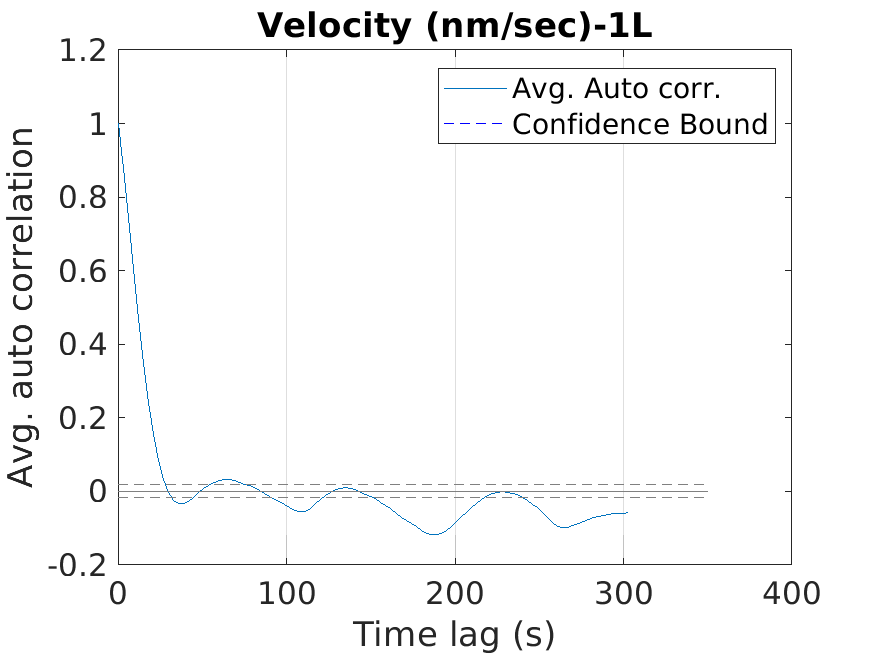 Velocity (nm/sec)-1L
Avg. Auto corr.
Confidence Bound
Avg. auto correlation
1.2
1
0.8
0.6
0.4
0.2
0
-0.2
0
100
200
300
400
Time lag (s)